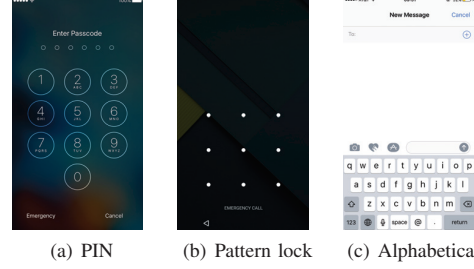 100%
Enter Passcode
1
2
ABC
3
DEF
4
GHI
5
JKL
6
MNO
7
PQRS
8
TUV
9
WXYZ
0
Emergency
Cancel
EMERGENCY CALL
New Message
Cancel
To:
q w e r t y u i o p
a s d f g h j k l
z x c v b n m
123
space
@
.
return
(a) PIN
(b) Pattern lock
(c) Alphabetica